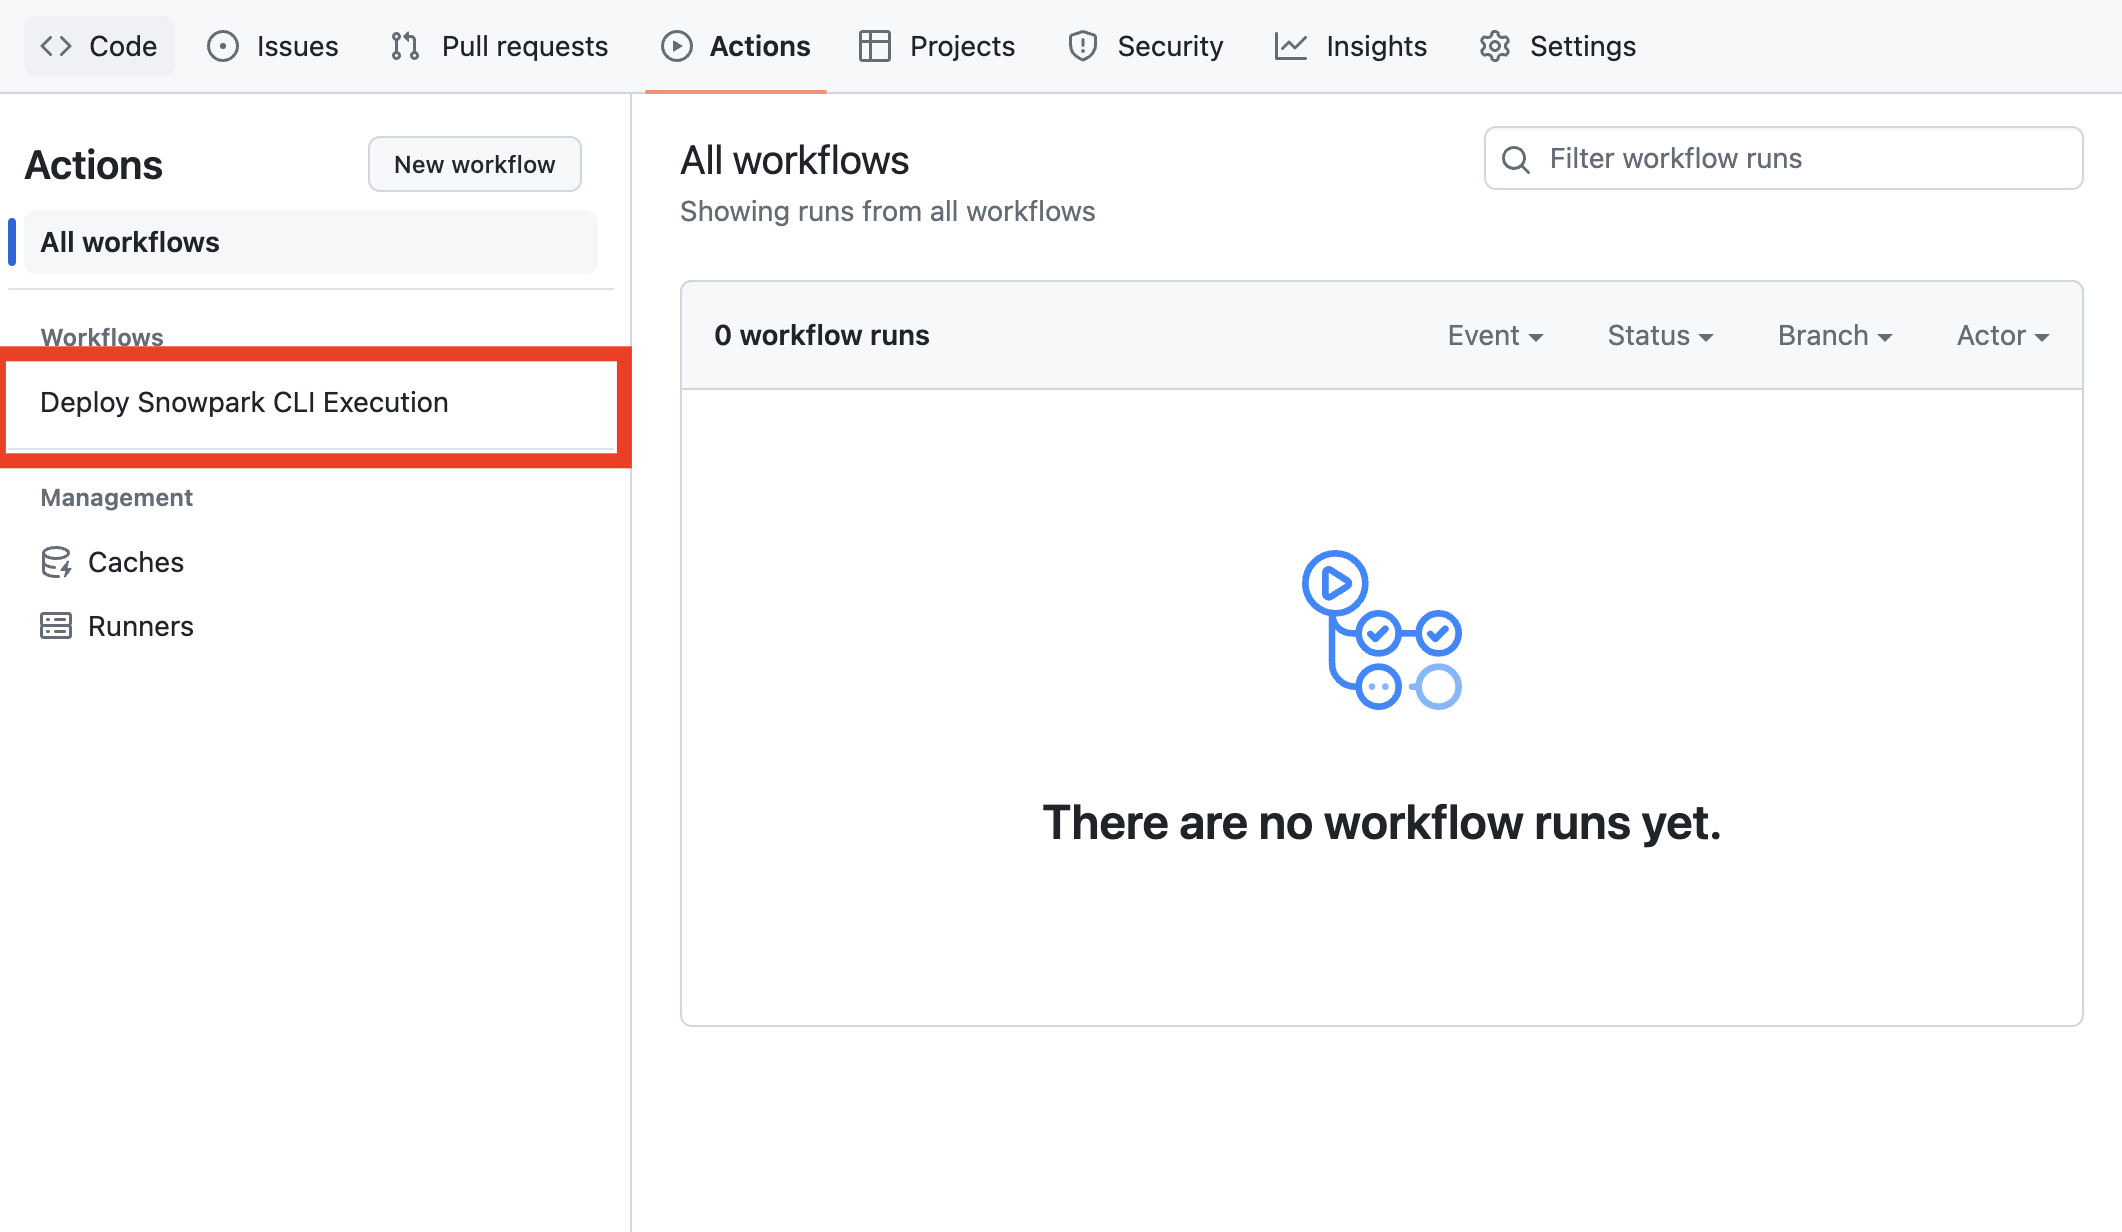 Code Issues Pull requests Actions Projects Security Insights Settings
Actions
New workflow
All workflows
Workflows
Deploy Snowpark CLI Execution
Management
Caches
Runners
All workflows
Showing runs from all workflows
Filter workflow runs
0 workflow runs Event Status Branch Actor
There are no workflow runs yet.